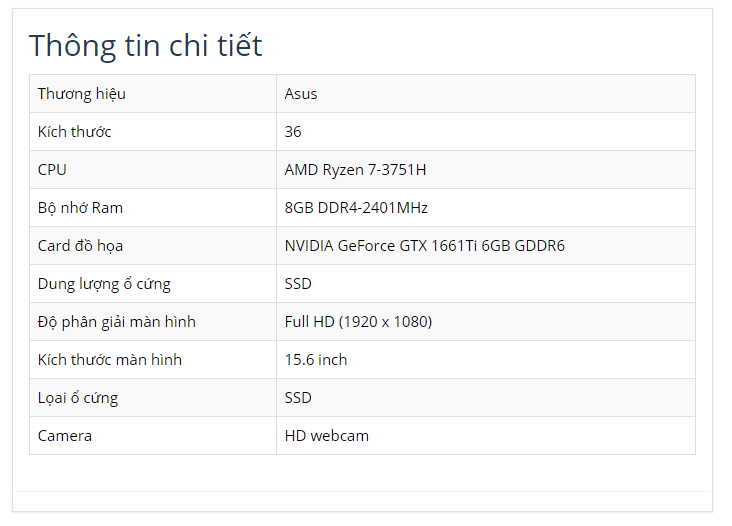 Thông tin chi tiết
Thương hiệu Asus
Kích thước 36
CPU AMD Ryzen 7-3751H
Bộ nhớ Ram 8GB DDR4-2401MHz
Card đồ họa NVIDIA GeForce GTX 1661Ti 6GB GDDR6
Dung lượng ổ cứng SSD
Độ phân giải màn hình Full HD (1920 x 1080)
Kích thước màn hình 15.6 inch
Lọai ổ cứng SSD
Camera HD webcam